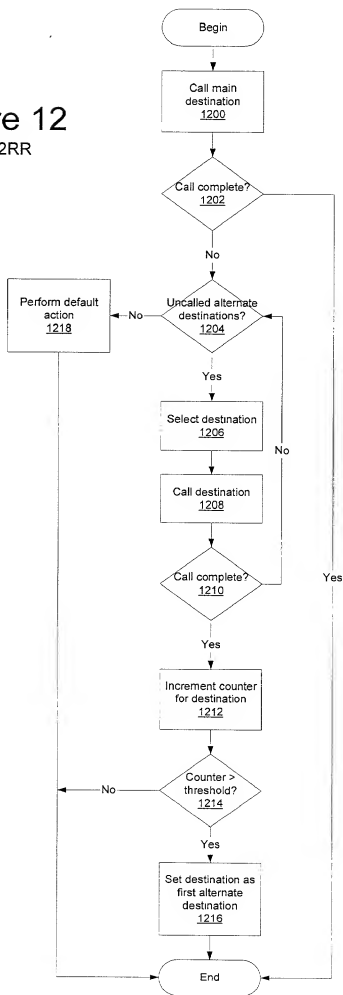 Begin
Call main
destination
1200
re 12
2RR
Call complete?
1202
No
Perform default
action
1218
No
Uncalled alternate
destinations?
1204
Yes
Select destination
1206
No
Call destination
1208
Call complete?
1210
Yes
Yes
Increment counter
for destination
1212
No
Counter >
threshold?
1214
Yes
Set destination as
first alternate
destination
1216
End